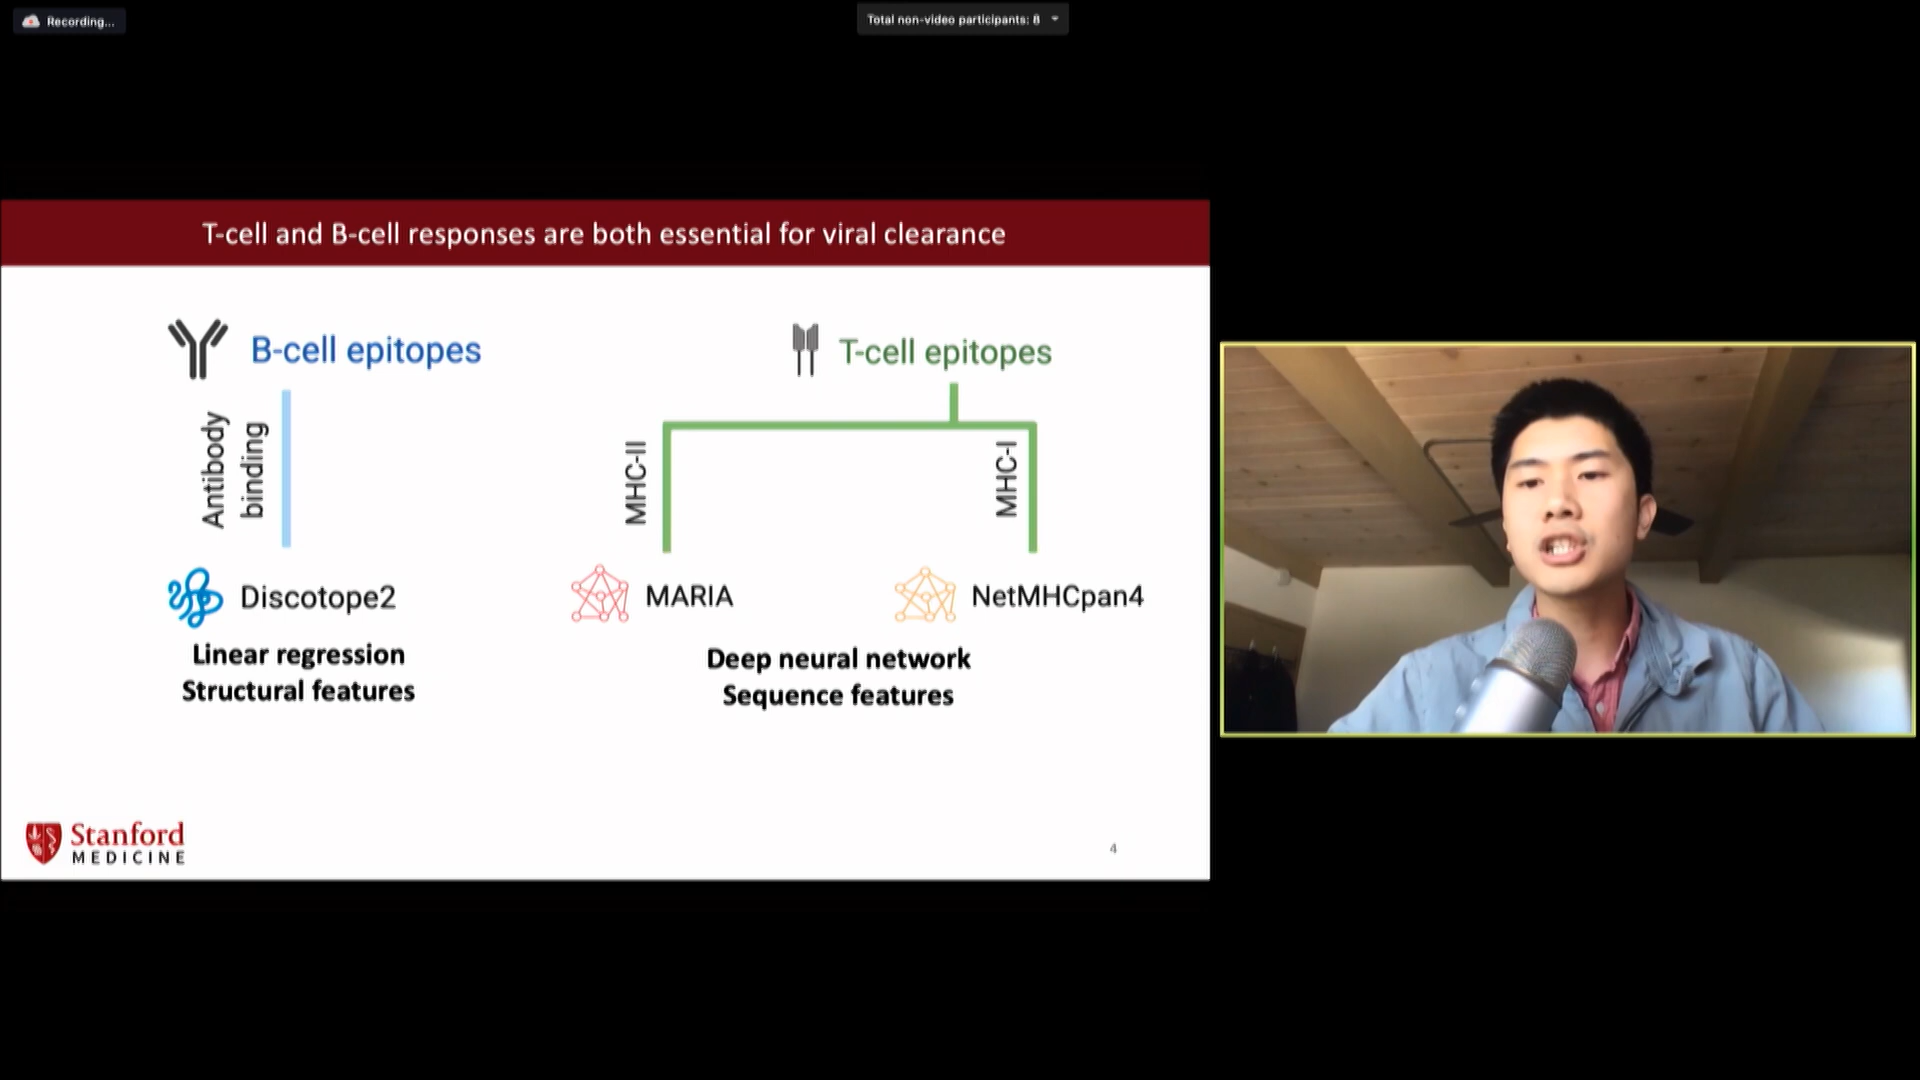 Recording...
Total non-video participants: 8
T-cell and B-cell responses are both essential for viral clearance
B-cell epitopes
T-cell epitopes
Antibody
binding
MHC-II
MHC-I
Discotope2
MARIA
NetMHCpan4
Linear regression
Structural features
Deep neural network
Sequence features
Stanford
MEDICINE
4